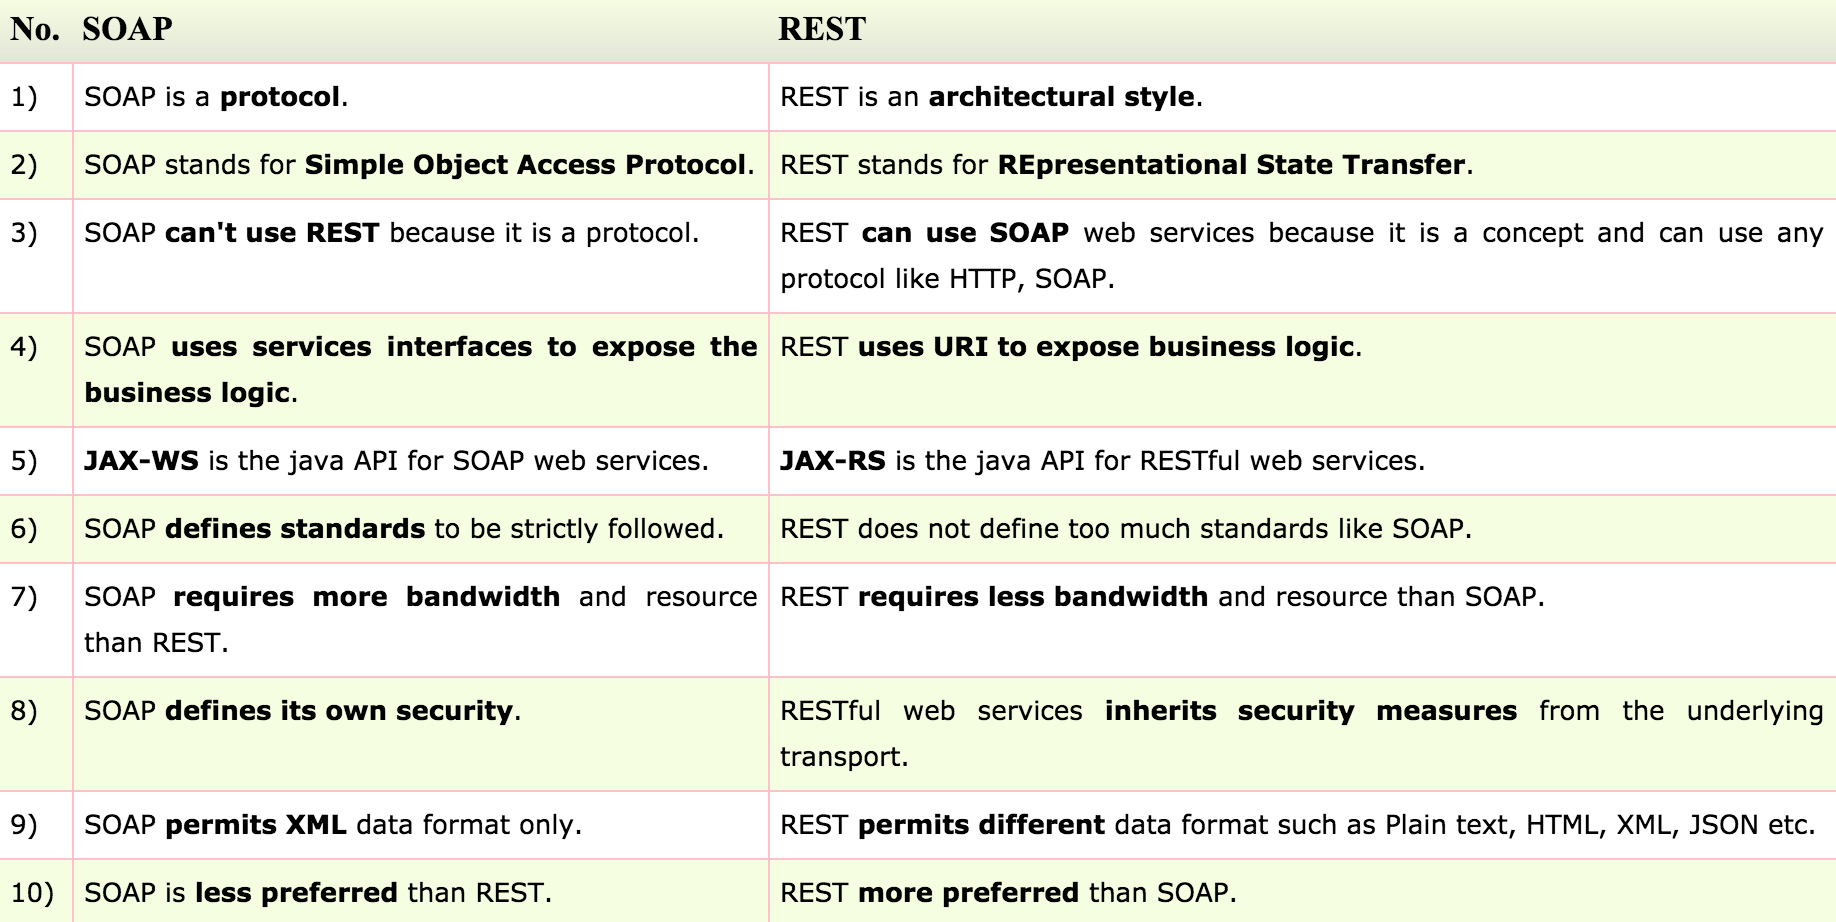 No. SOAP REST
1) SOAP is a protocol. REST is an architectural style.
2) SOAP stands for Simple Object Access Protocol. REST stands for REpresentational State Transfer.
3) SOAP can't use REST because it is a protocol. REST can use SOAP web services because it is a concept and can use any
protocol like HTTP, SOAP.
4) SOAP uses services interfaces to expose the REST uses URI to expose business logic.
business logic.
5) JAX-WS is the java API for SOAP web services. JAX-RS is the java API for RESTful web services.
6) SOAP defines standards to be strictly followed. REST does not define too much standards like SOAP.
7) SOAP requires more bandwidth and resource REST requires less bandwidth and resource than SOAP.
than REST.
8) SOAP defines its own security. RESTful web services inherits security measures from the underlying
transport.
9) SOAP permits XML data format only. REST permits different data format such as Plain text, HTML, XML, JSON etc.
10) SOAP is less preferred than REST. REST more preferred than SOAP.